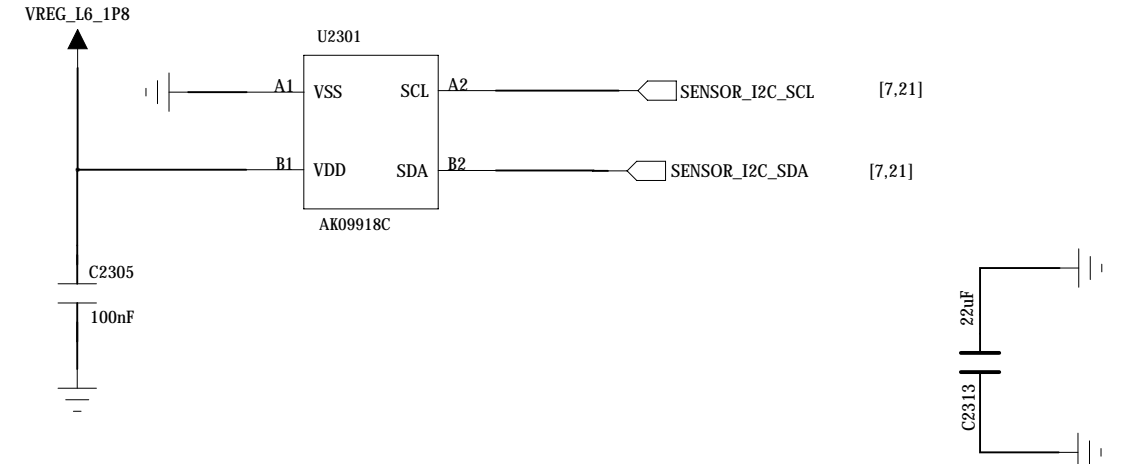 VREG_L6_1P8
U2301
A1 VSS SCL A2 SENSOR_I2C_SCL [7,21]
B1 VDD SDA B2 SENSOR_I2C_SDA [7,21]
AK09918C
C2305
100nF
22uF
C2313